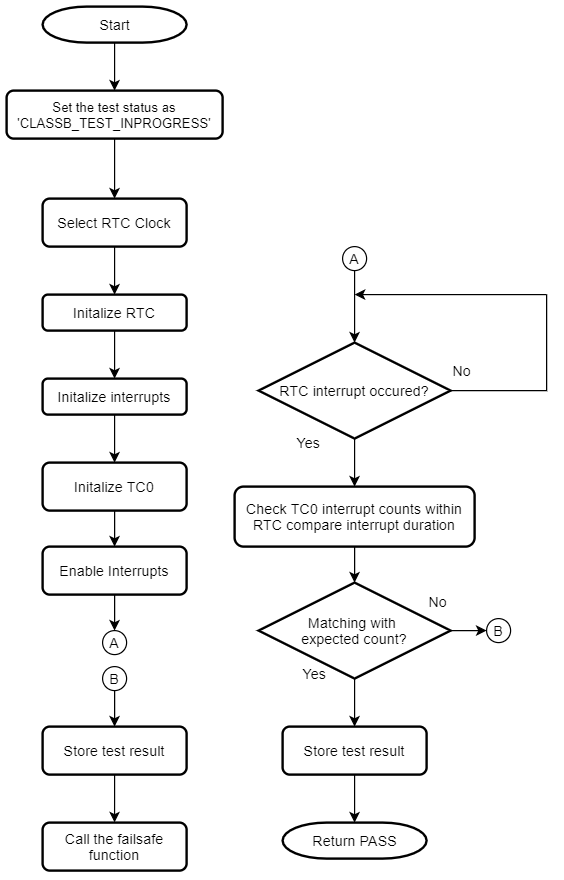 Start
Set the test status as
'CLASSB_TEST_INPROGRESS'
Select RTC Clock
Initalize RTC
Initalize interrupts
Initalize TC0
Enable Interrupts
A
B
Store test result
Call the failsafe
function
A
RTC interrupt occured?
No
Yes
Check TC0 interrupt counts within
RTC compare interrupt duration
Matching with
expected count?
No
B
Yes
Store test result
Return PASS